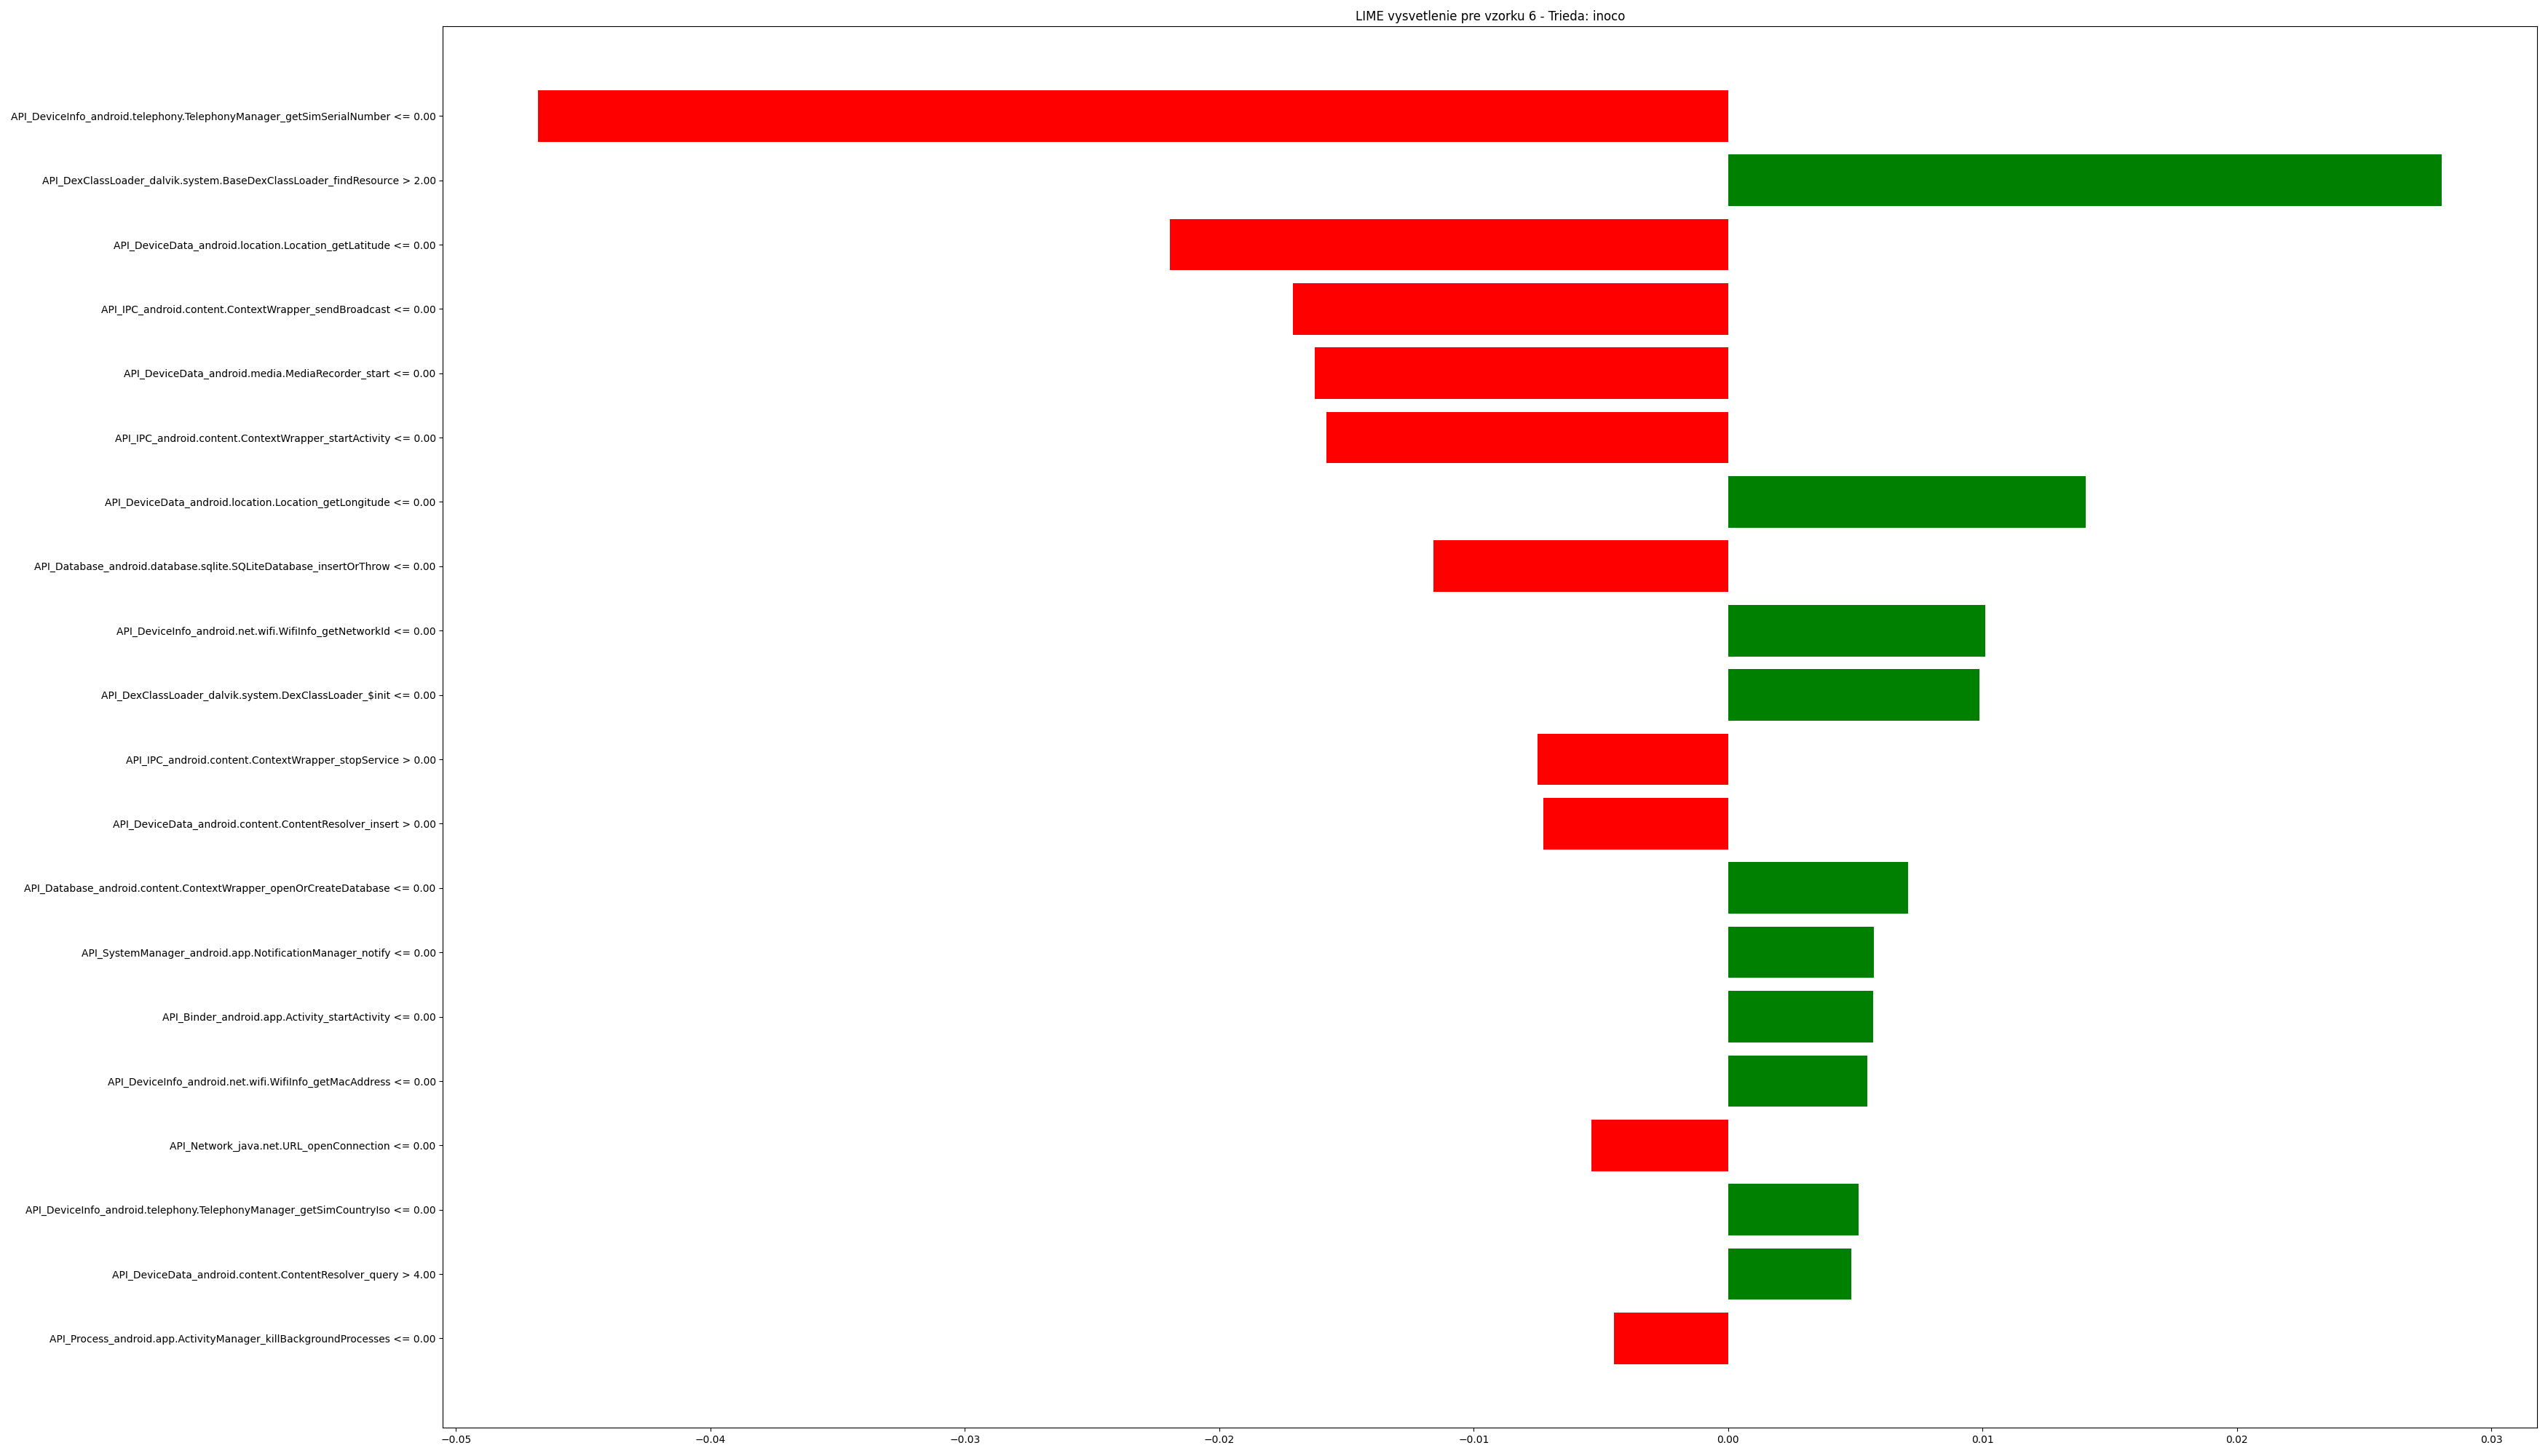 LIME vysvetlenie pre vzorku 6 - Trieda: inoco
API_DeviceInfo_android.telephony.TelephonyManager_getSimSerialNumber <= 0.00
API_DexClassLoader_dalvik.system.BaseDexClassLoader_findResource > 2.00
API_DeviceData_android.location.Location_getLatitude <= 0.00
API_IPC_android.content.ContextWrapper_sendBroadcast <= 0.00
API_DeviceData_android.media.MediaRecorder_start <= 0.00
API_IPC_android.content.ContextWrapper_startActivity <= 0.00
API_DeviceData_android.location.Location_getLongitude <= 0.00
API_Database_android.database.sqlite.SQLiteDatabase_insertOrThrow <= 0.00
API_DeviceInfo_android.net.wifi.WifiInfo_getNetworkId <= 0.00
API_DexClassLoader_dalvik.system.DexClassLoader_$init <= 0.00
API_IPC_android.content.ContextWrapper_stopService > 0.00
API_DeviceData_android.content.ContentResolver_insert > 0.00
API_Database_android.content.ContextWrapper_openOrCreateDatabase <= 0.00
API_SystemManager_android.app.NotificationManager_notify <= 0.00
API_Binder_android.app.Activity_startActivity <= 0.00
API_DeviceInfo_android.net.wifi.WifiInfo_getMacAddress <= 0.00
API_Network_java.net.URL_openConnection <= 0.00
API_DeviceInfo_android.telephony.TelephonyManager_getSimCountryIso <= 0.00
API_DeviceData_android.content.ContentResolver_query > 4.00
API_Process_android.app.ActivityManager_killBackgroundProcesses <= 0.00
−0.05 −0.04 −0.03 −0.02 −0.01 0.00 0.01 0.02 0.03